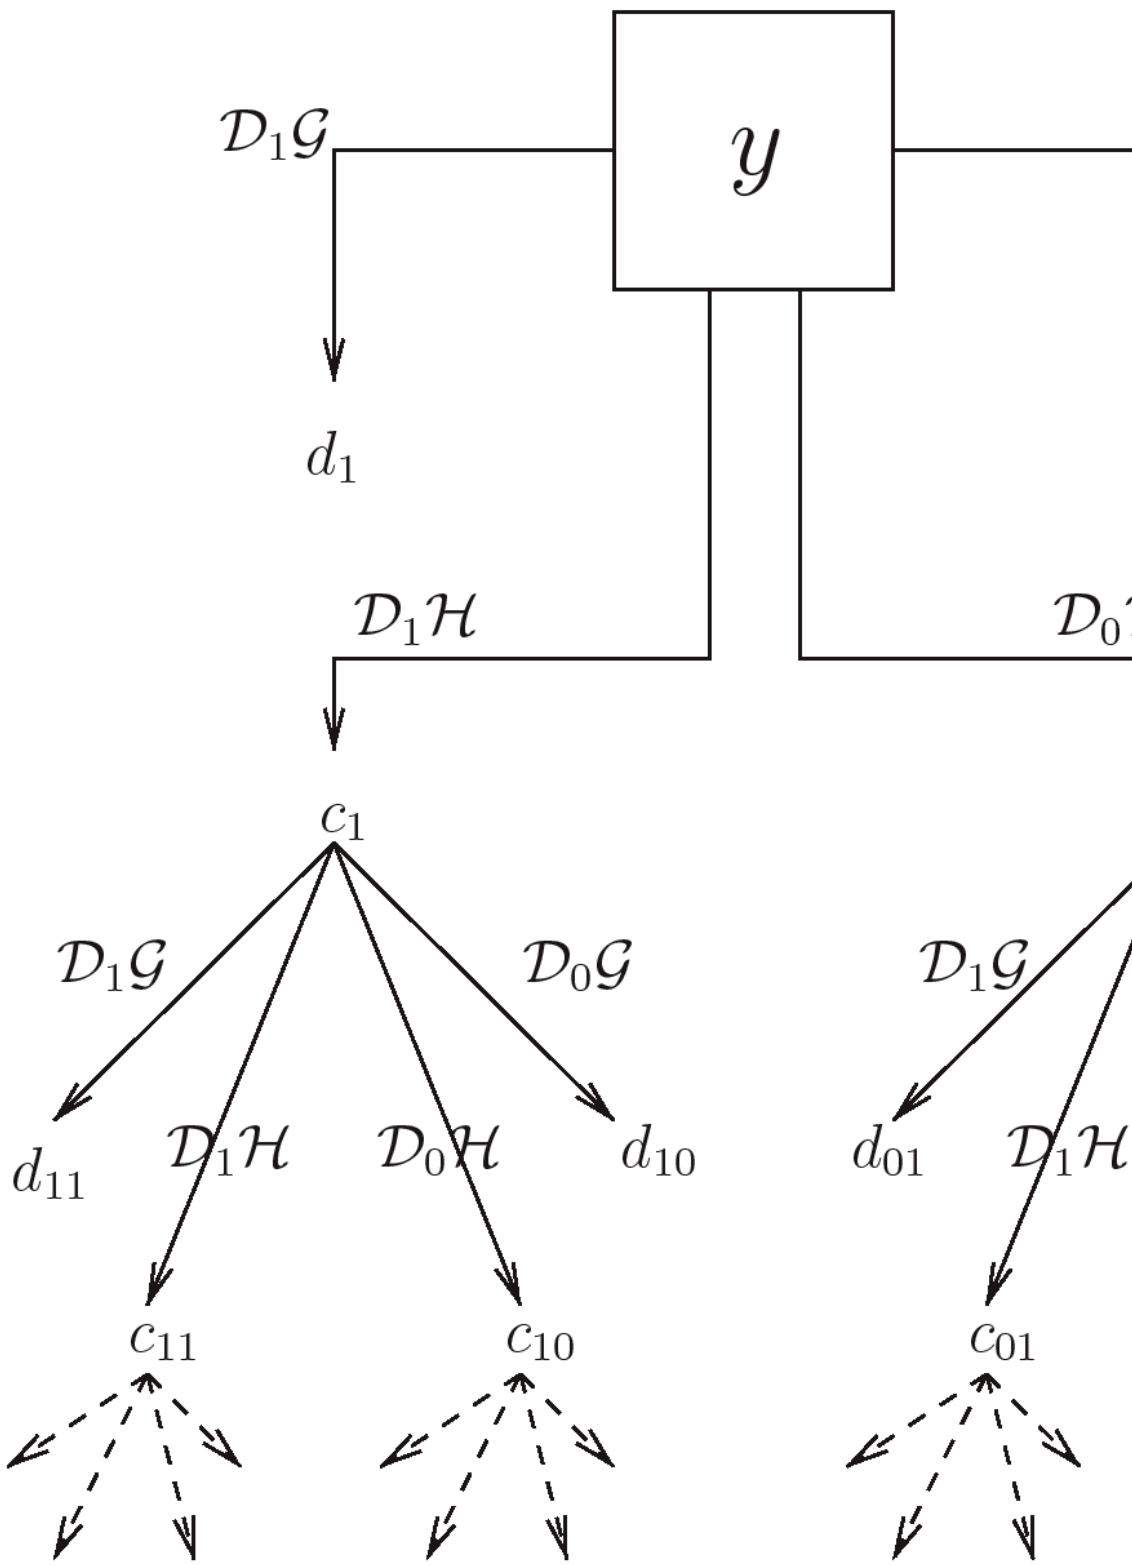 y
𝒟₁𝒢
d₁
𝒟₁ℋ 𝒟₀
c₁
𝒟₁𝒢 𝒟₀𝒢 𝒟₁𝒢
d₁₁ 𝒟₁ℋ 𝒟₀ℋ d₁₀ d₀₁ 𝒟₁ℋ
c₁₁ c₁₀ c₀₁